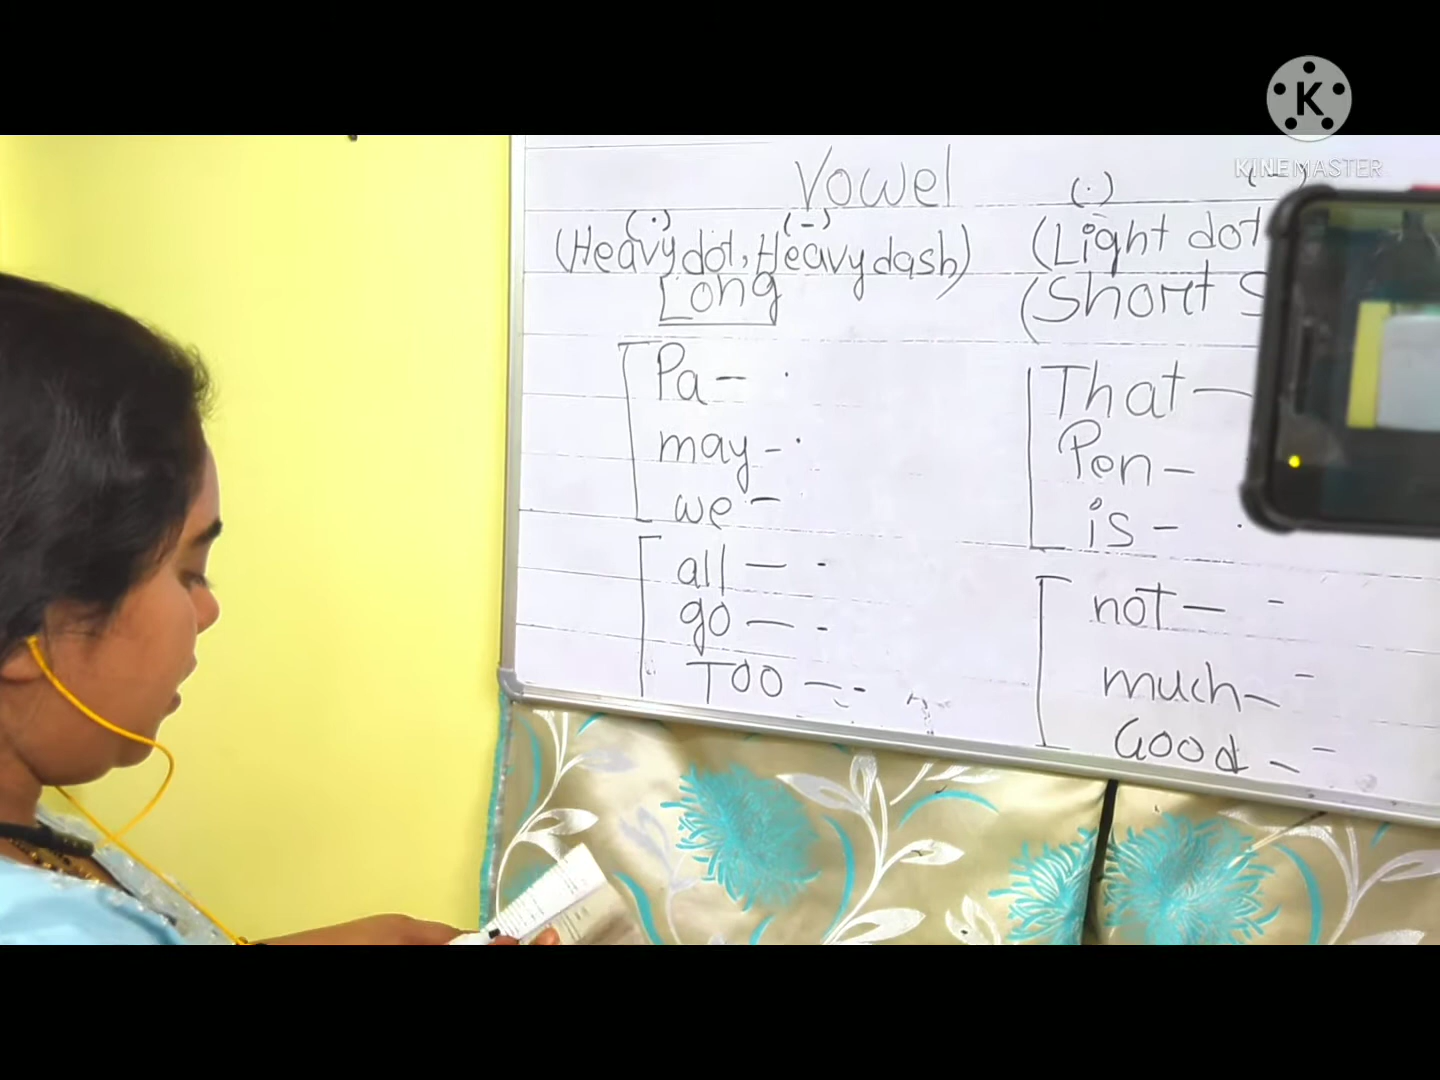 K
KINEMASTER
Vowel
(·) (-) (·) (-)
(Heavy dot, Heavy dash) (Light dot
Long (Short S
Pa - · That -
may - · Pen -
we - is - ·
all - - not - -
go - - much - -
Too - - Good - -